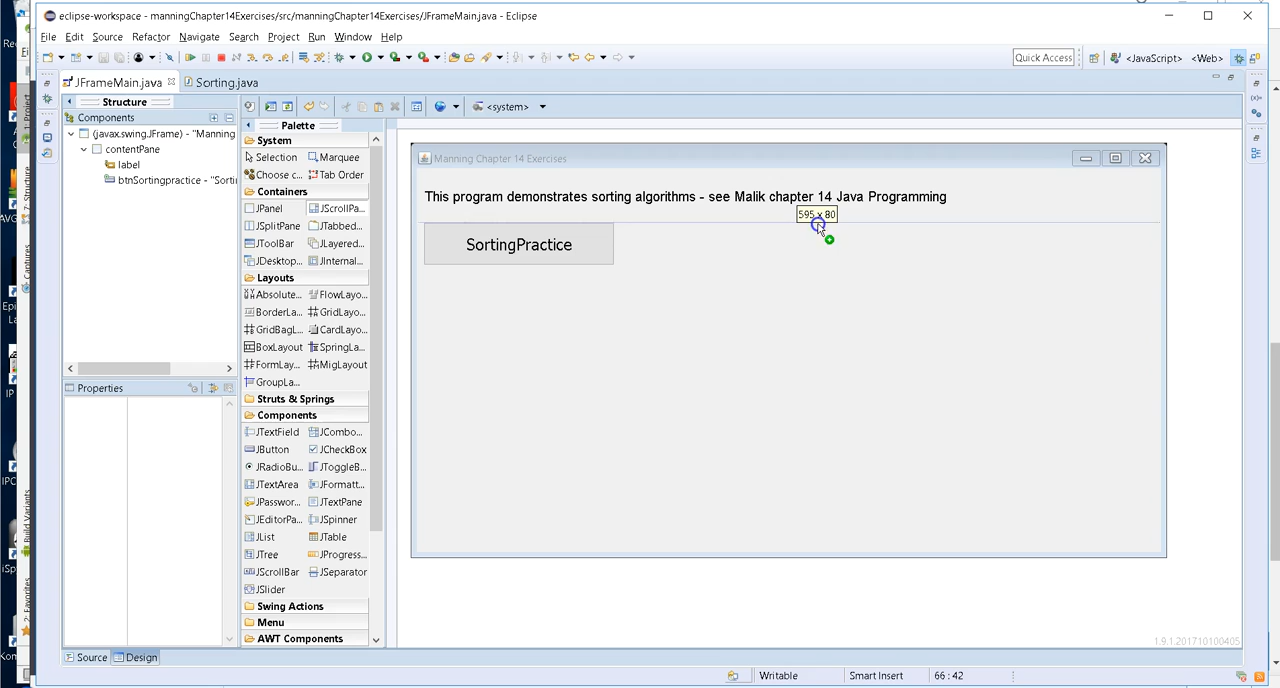 eclipse-workspace - manningChapter14Exercises/src/manningChapter14Exercises/JFrameMain.java - Eclipse
File Edit Source Refactor Navigate Search Project Run Window Help
Quick Access <JavaScript> <Web>
JFrameMain.java Sorting.java
Structure
Components
(javax.swing.JFrame) - "Manning
contentPane
label
btnSortingpractice - "Sorti
Properties
<system>
Palette
System
Selection Marquee
Choose c... Tab Order
Containers
JPanel JScrollPa...
JSplitPane JTabbed...
JToolBar JLayered...
JDesktop... JInternal...
Layouts
Absolute... FlowLayo...
BorderLa... GridLayo...
GridBagL... CardLayo...
BoxLayout SpringLa...
FormLay... MigLayout
GroupLa...
Struts & Springs
Components
JTextField JCombo...
JButton JCheckBox
JRadioBu... JToggleB...
JTextArea JFormatt...
JPasswor... JTextPane
JEditorPa... JSpinner
JList JTable
JTree JProgress...
JScrollBar JSeparator
JSlider
Swing Actions
Menu
AWT Components
Manning Chapter 14 Exercises
This program demonstrates sorting algorithms - see Malik chapter 14 Java Programming
595 x 80
SortingPractice
1.9.1.201710100405
Source Design
Writable Smart Insert 66 : 42